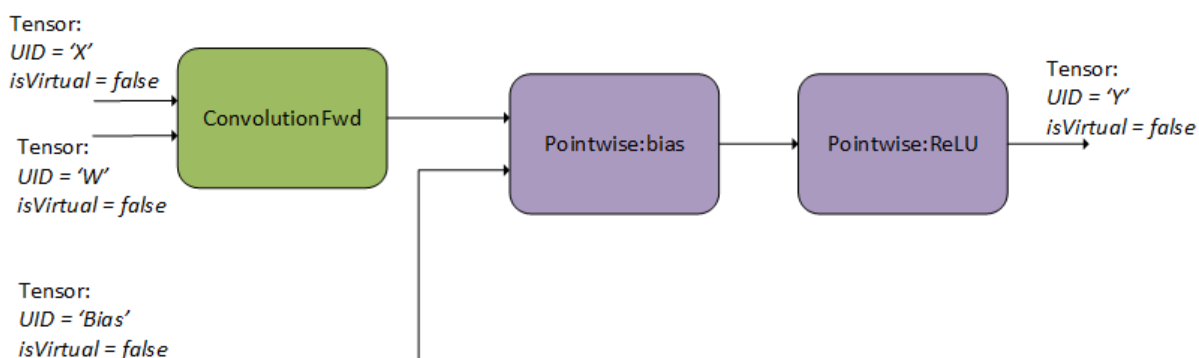 Tensor:
UID = ‘X’
isVirtual = false
ConvolutionFwd
Tensor:
UID = ‘W’
isVirtual = false
Pointwise:bias
Pointwise:ReLU
Tensor:
UID = ‘Y’
isVirtual = false
Tensor:
UID = ‘Bias’
isVirtual = false